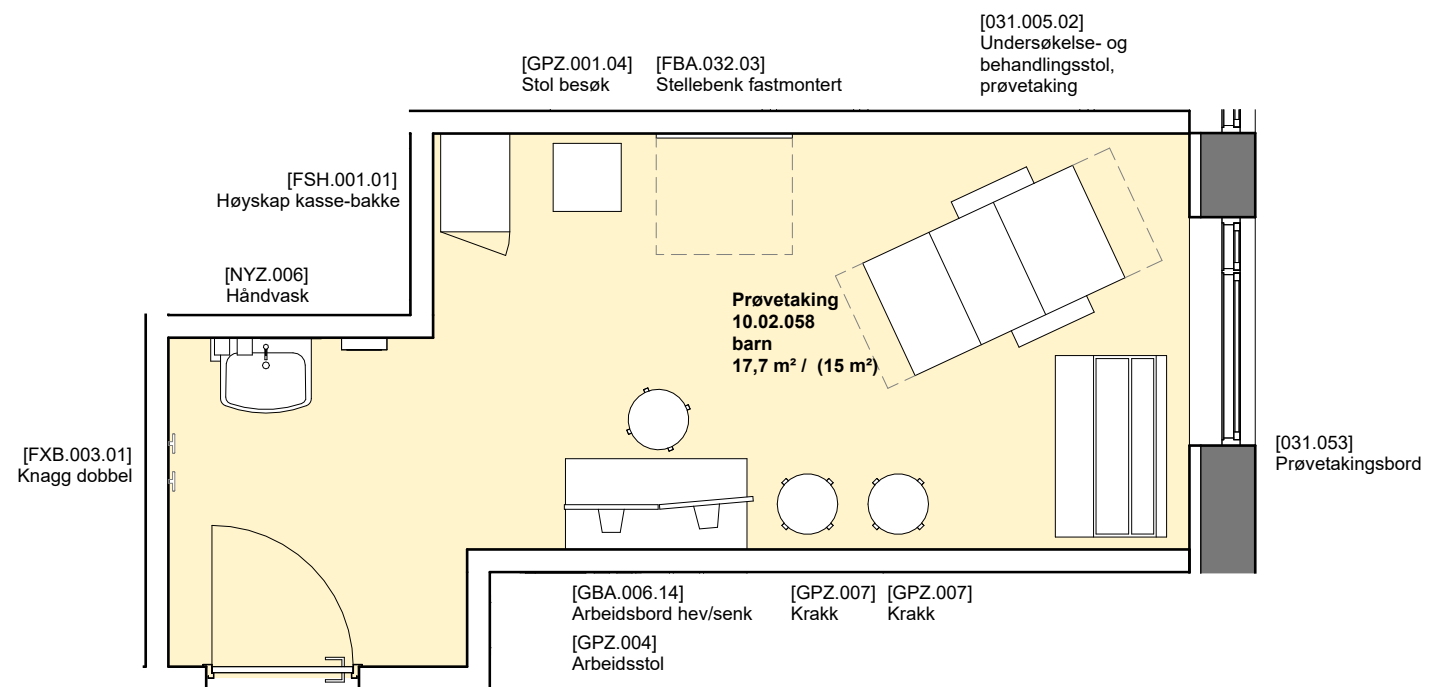 [031.005.02]
Undersøkelse- og
behandlingsstol,
prøvetaking
[GPZ.001.04]
Stol besøk
[FBA.032.03]
Stellebenk fastmontert
[FSH.001.01]
Høyskap kasse-bakke
[NYZ.006]
Håndvask
Prøvetaking
10.02.058
barn
17,7 m² / (15 m²)
[FXB.003.01]
Knagg dobbel
[031.053]
Prøvetakingsbord
[GBA.006.14]
Arbeidsbord hev/senk
[GPZ.007]
Krakk
[GPZ.007]
Krakk
[GPZ.004]
Arbeidsstol